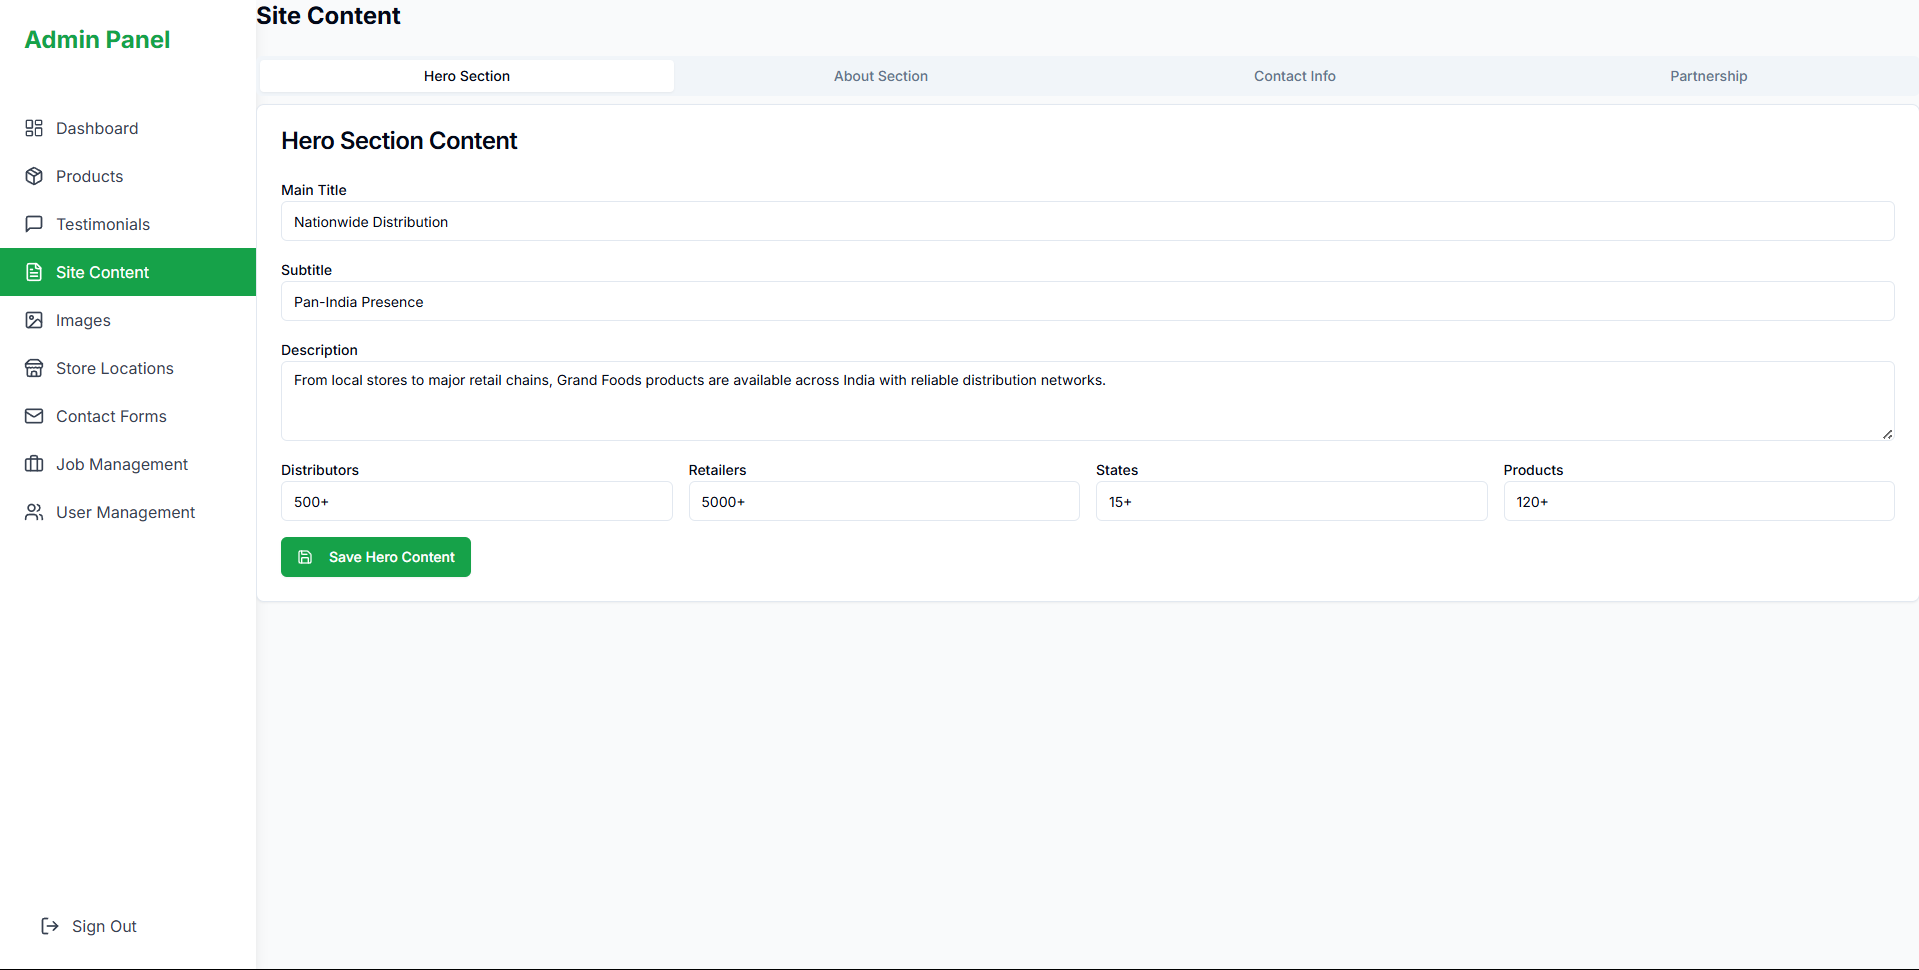 Admin Panel
Dashboard
Products
Testimonials
Site Content
Images
Store Locations
Contact Forms
Job Management
User Management
Sign Out
Site Content
Hero Section
About Section
Contact Info
Partnership
Hero Section Content
Main Title
Nationwide Distribution
Subtitle
Pan-India Presence
Description
From local stores to major retail chains, Grand Foods products are available across India with reliable distribution networks.
Distributors
500+
Retailers
5000+
States
15+
Products
120+
Save Hero Content